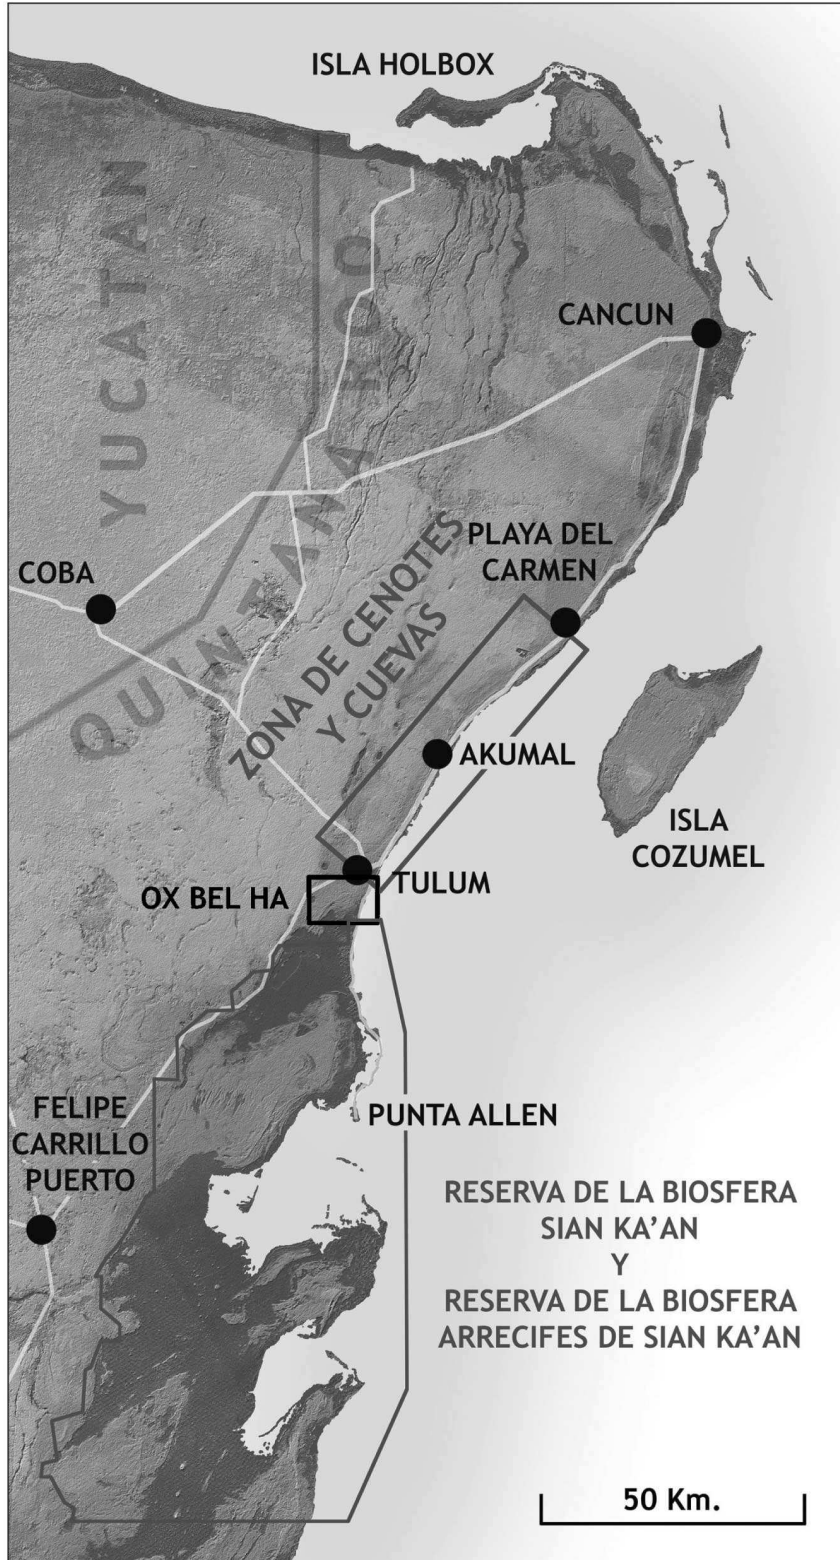 ISLA HOLBOX
YUCATAN
QUINTANA ROO
CANCUN
PLAYA DEL
CARMEN
COBA
ZONA DE CENOTES
Y CUEVAS
AKUMAL
ISLA
COZUMEL
OX BEL HA
TULUM
PUNTA ALLEN
FELIPE
CARRILLO
PUERTO
RESERVA DE LA BIOSFERA
SIAN KA’AN
Y
RESERVA DE LA BIOSFERA
ARRECIFES DE SIAN KA’AN
50 Km.